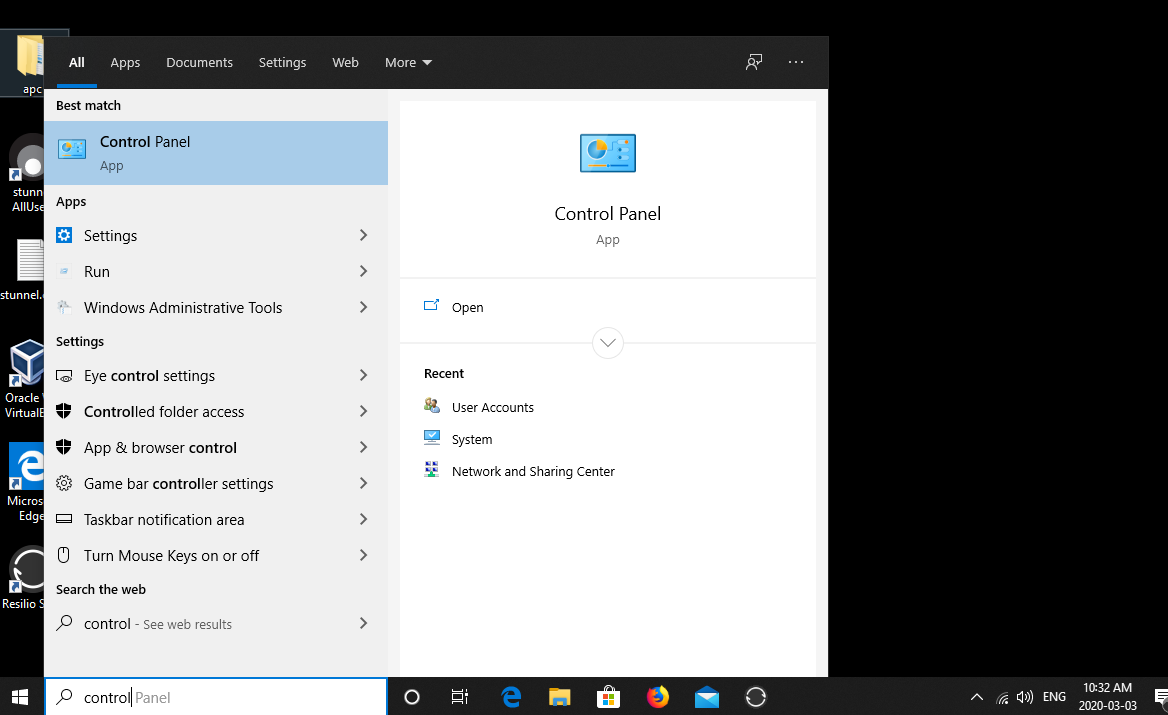 All Apps Documents Settings Web More
Best match
Control Panel
App
Apps
Settings
Run
Windows Administrative Tools
Settings
Eye control settings
Controlled folder access
App & browser control
Game bar controller settings
Taskbar notification area
Turn Mouse Keys on or off
Search the web
control - See web results
control Panel
Control Panel
App
Open
Recent
User Accounts
System
Network and Sharing Center
apc
stunn
AllUse
stunnel.
Oracle
Virtual
Micros
Edge
Resilio S
ENG
10:32 AM
2020-03-03